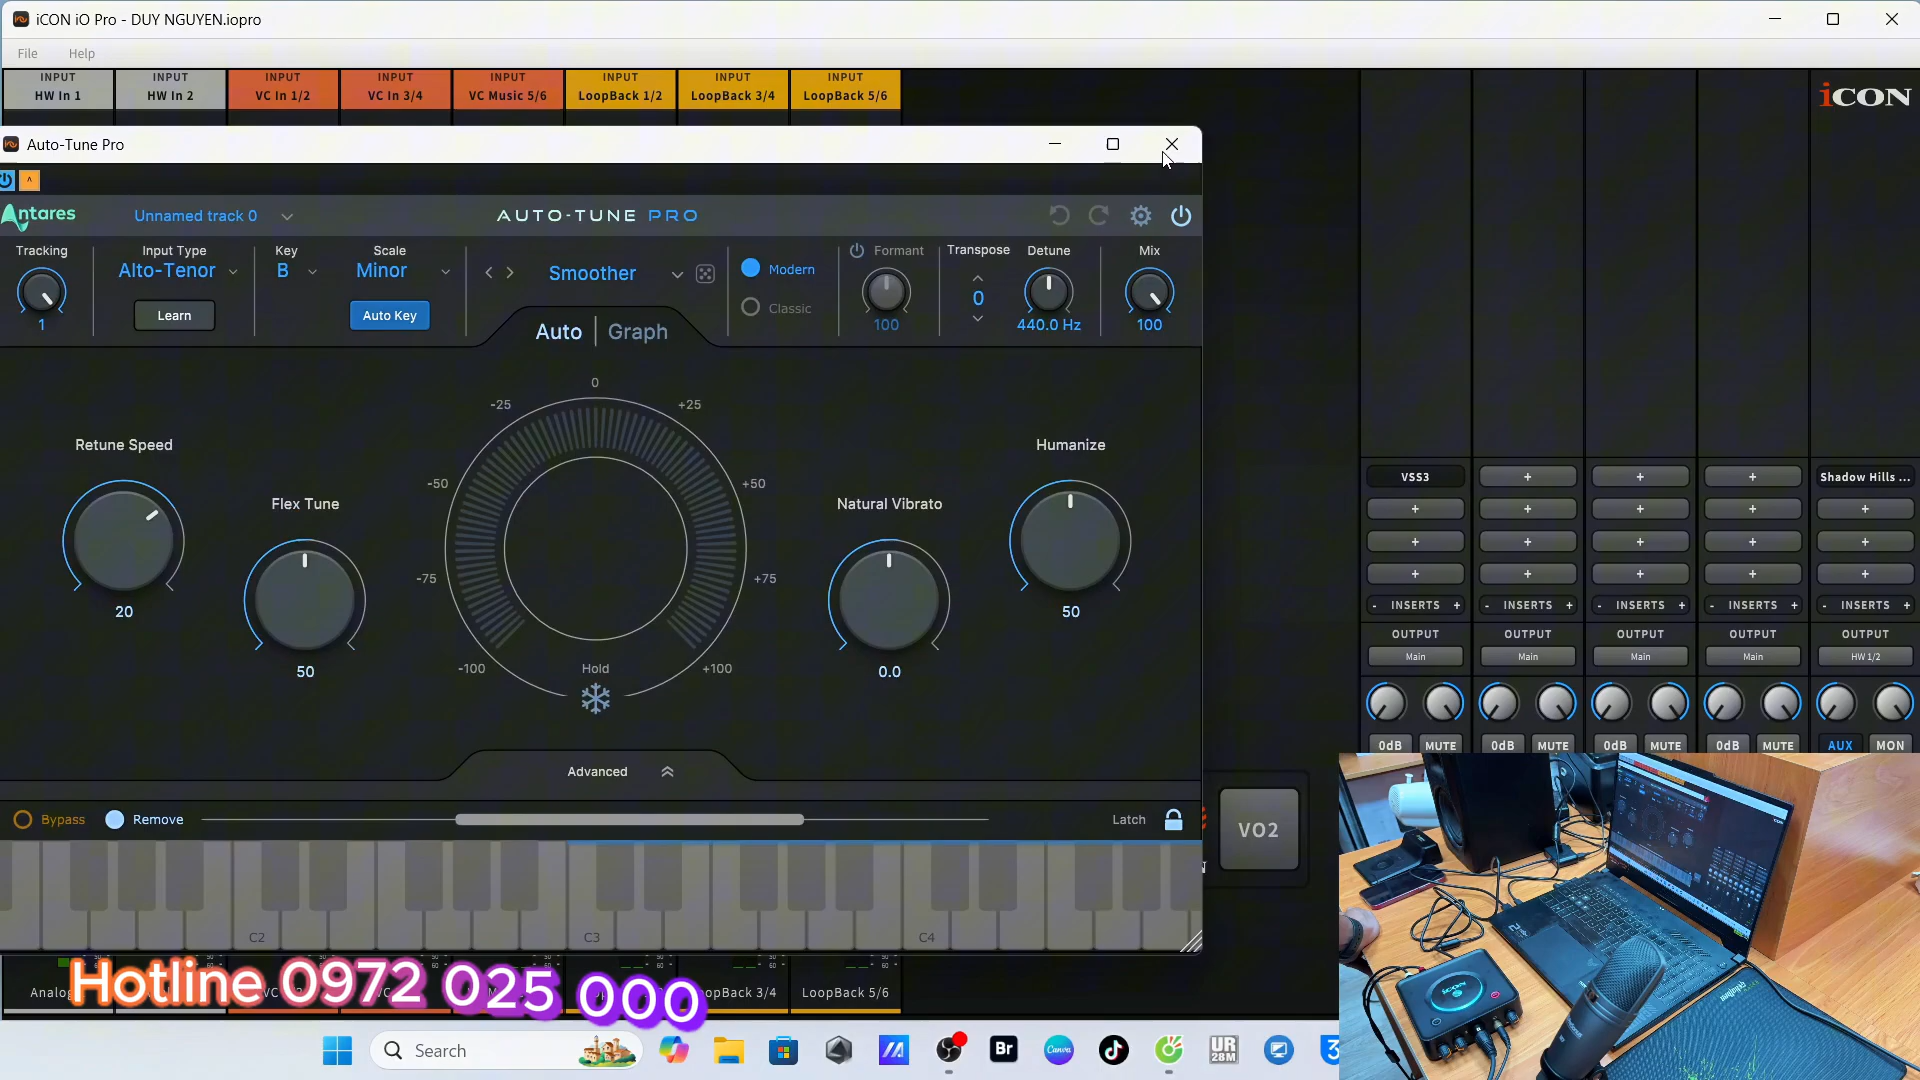 iCON iO Pro - DUY NGUYEN.iopro
File Help
INPUT INPUT INPUT INPUT INPUT INPUT INPUT INPUT
HW In 1 HW In 2 VC In 1/2 VC In 3/4 VC Music 5/6 LoopBack 1/2 LoopBack 3/4 LoopBack 5/6
iCON
Auto-Tune Pro
Antares Unnamed track 0 AUTO-TUNE PRO
Tracking Input Type Key Scale Formant Transpose Detune Mix
Alto-Tenor B Minor Smoother Modern
Learn Auto Key Classic
1 0 100 440.0 Hz 100
Auto | Graph
0
-25 +25
Retune Speed Humanize
-50 +50
Flex Tune Natural Vibrato
-75 +75
20 50
-100 Hold +100
50 0.0
Advanced
Bypass Remove Latch
C2 C3 C4
VSS3 + + + Shadow Hills ...
+ + + + +
+ + + + +
+ + + + +
- INSERTS + - INSERTS + - INSERTS + - INSERTS + - INSERTS +
OUTPUT OUTPUT OUTPUT OUTPUT OUTPUT
Main Main Main Main HW 1/2
0dB MUTE 0dB MUTE 0dB MUTE 0dB MUTE AUX MON
VO2
Hotline 0972 025 000
LoopBack 5/6
Search
Br
Canva
UR
28M
iCON